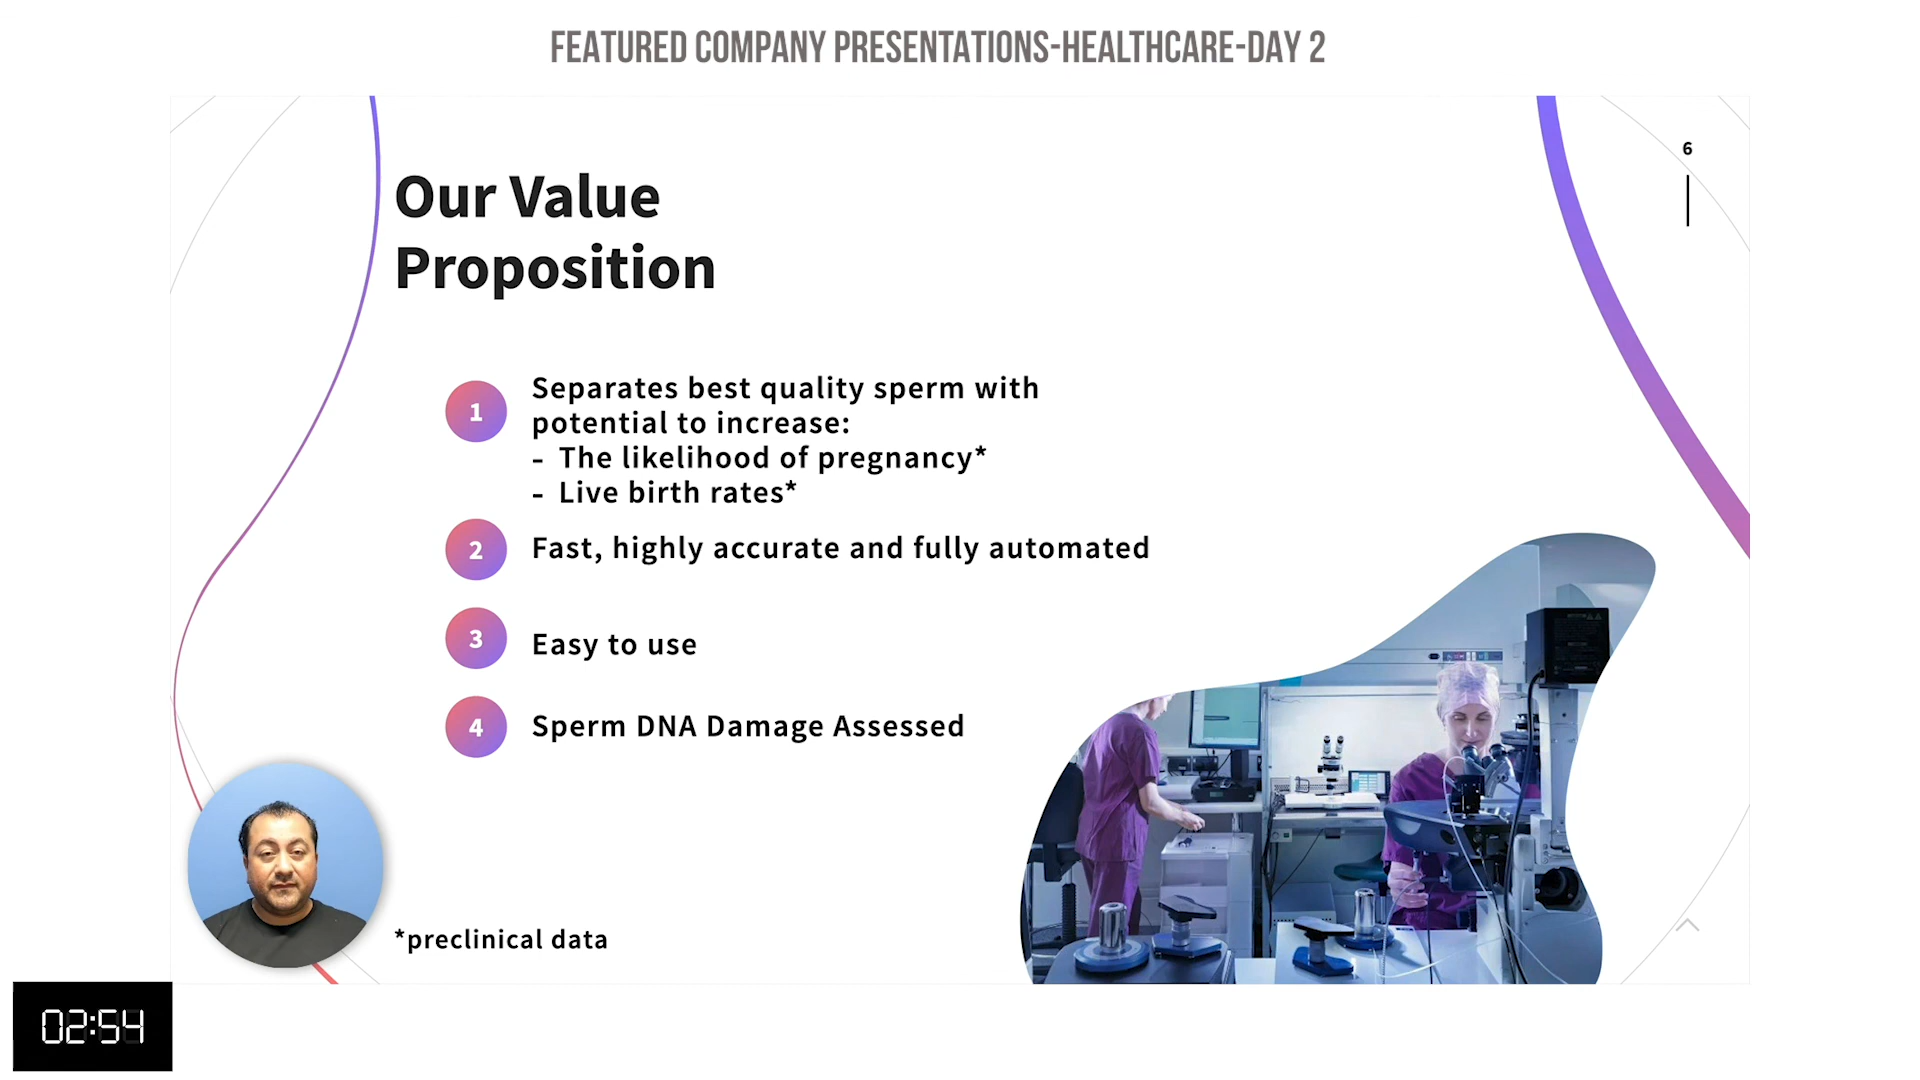 FEATURED COMPANY PRESENTATIONS-HEALTHCARE-DAY 2
6
Our Value
Proposition
1
Separates best quality sperm with
potential to increase:
- The likelihood of pregnancy*
- Live birth rates*
2
Fast, highly accurate and fully automated
3
Easy to use
4
Sperm DNA Damage Assessed
*preclinical data
02:54